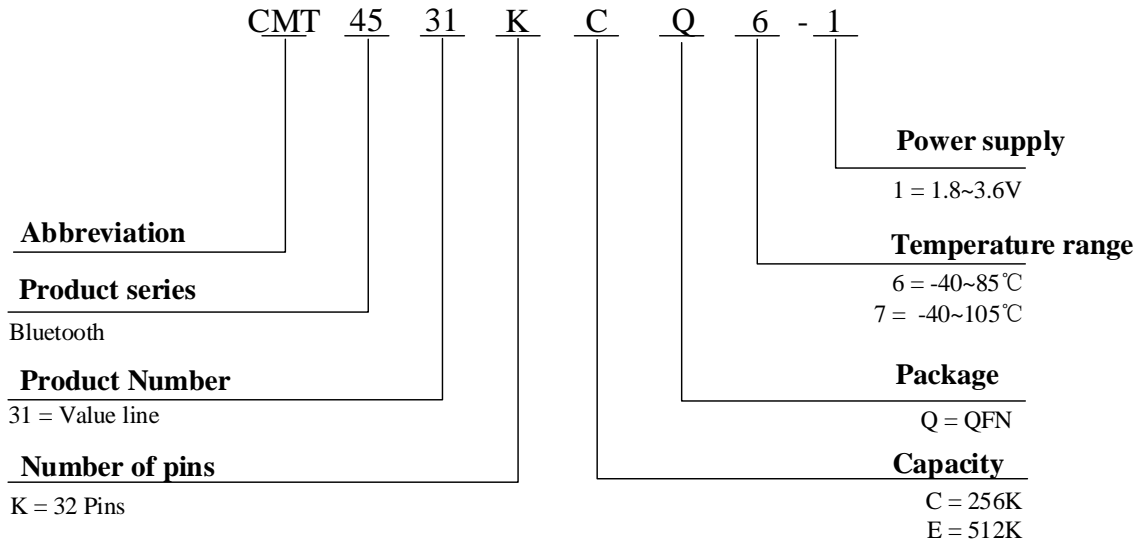 CMT 45 31 K C Q 6 - 1
Power supply
1 = 1.8~3.6V
Abbreviation
Temperature range
6 = -40~85℃
7 = -40~105℃
Product series
Bluetooth
Product Number
31 = Value line
Package
Q = QFN
Number of pins
K = 32 Pins
Capacity
C = 256K
E = 512K